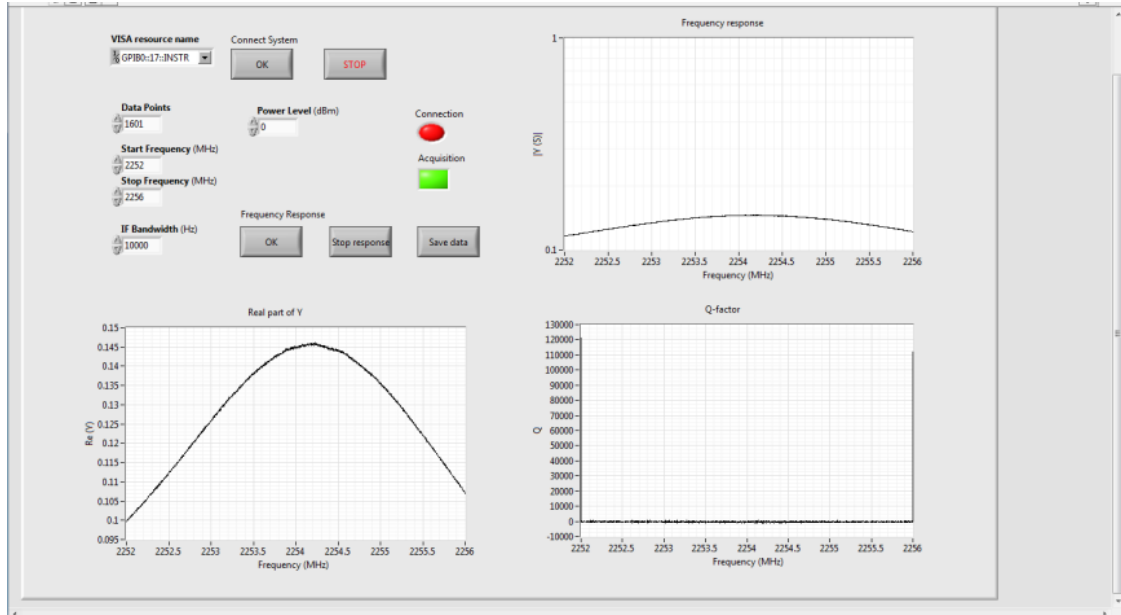 VISA resource name
GPIB0::17::INSTR
Connect System
OK
STOP
Data Points
1601
Power Level (dBm)
0
Connection
Start Frequency (MHz)
2252
Acquisition
Stop Frequency (MHz)
2256
IF Bandwidth (Hz)
10000
Frequency Response
OK
Stop response
Save data
Frequency response
1
|Y (S)|
0.1
2252 2252.5 2253 2253.5 2254 2254.5 2255 2255.5 2256
Frequency (MHz)
Real part of Y
0.15
0.145
0.14
0.135
0.13
0.125
0.12
0.115
0.11
0.105
0.1
0.095
Re (Y)
2252 2252.5 2253 2253.5 2254 2254.5 2255 2255.5 2256
Frequency (MHz)
Q-factor
130000
120000
110000
100000
90000
80000
70000
60000
50000
40000
30000
20000
10000
0
-10000
Q
2252 2252.5 2253 2253.5 2254 2254.5 2255 2255.5 2256
Frequency (MHz)